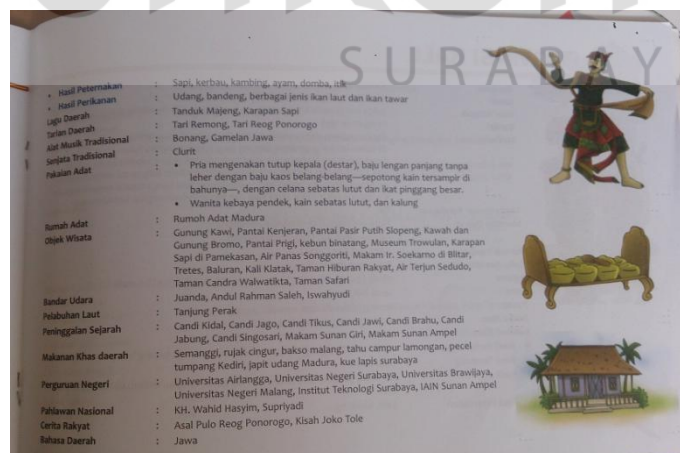 SURABAYA
• Hasil Peternakan : Sapi, kerbau, kambing, ayam, domba, itik
• Hasil Perikanan : Udang, bandeng, berbagai jenis ikan laut dan ikan tawar
Lagu Daerah : Tanduk Majeng, Karapan Sapi
Tarian Daerah : Tari Remong, Tari Reog Ponorogo
Alat Musik Tradisional : Bonang, Gamelan Jawa
Senjata Tradisional : Clurit
Pakaian Adat : • Pria mengenakan tutup kepala (destar), baju lengan panjang tanpa
leher dengan baju kaos belang-belang—sepotong kain tersampir di
bahunya—, dengan celana sebatas lutut dan ikat pinggang besar.
• Wanita kebaya pendek, kain sebatas lutut, dan kalung
Rumah Adat : Rumoh Adat Madura
Objek Wisata : Gunung Kawi, Pantai Kenjeran, Pantai Pasir Putih Slopeng, Kawah dan
Gunung Bromo, Pantai Prigi, kebun binatang, Museum Trowulan, Karapan
Sapi di Pamekasan, Air Panas Songgoriti, Makam Ir. Soekarno di Blitar,
Tretes, Baluran, Kali Klatak, Taman Hiburan Rakyat, Air Terjun Sedudo,
Taman Candra Walwatikta, Taman Safari
Bandar Udara : Juanda, Andul Rahman Saleh, Iswahyudi
Pelabuhan Laut : Tanjung Perak
Peninggalan Sejarah : Candi Kidal, Candi Jago, Candi Tikus, Candi Jawi, Candi Brahu, Candi
Jabung, Candi Singosari, Makam Sunan Giri, Makam Sunan Ampel
Makanan Khas daerah : Semanggi, rujak cingur, bakso malang, tahu campur lamongan, pecel
tumpang Kediri, japit udang Madura, kue lapis surabaya
Perguruan Negeri : Universitas Airlangga, Universitas Negeri Surabaya, Universitas Brawijaya,
Universitas Negeri Malang, Institut Teknologi Surabaya, IAIN Sunan Ampel
Pahlawan Nasional : KH. Wahid Hasyim, Supriyadi
Cerita Rakyat : Asal Pulo Reog Ponorogo, Kisah Joko Tole
Bahasa Daerah : Jawa